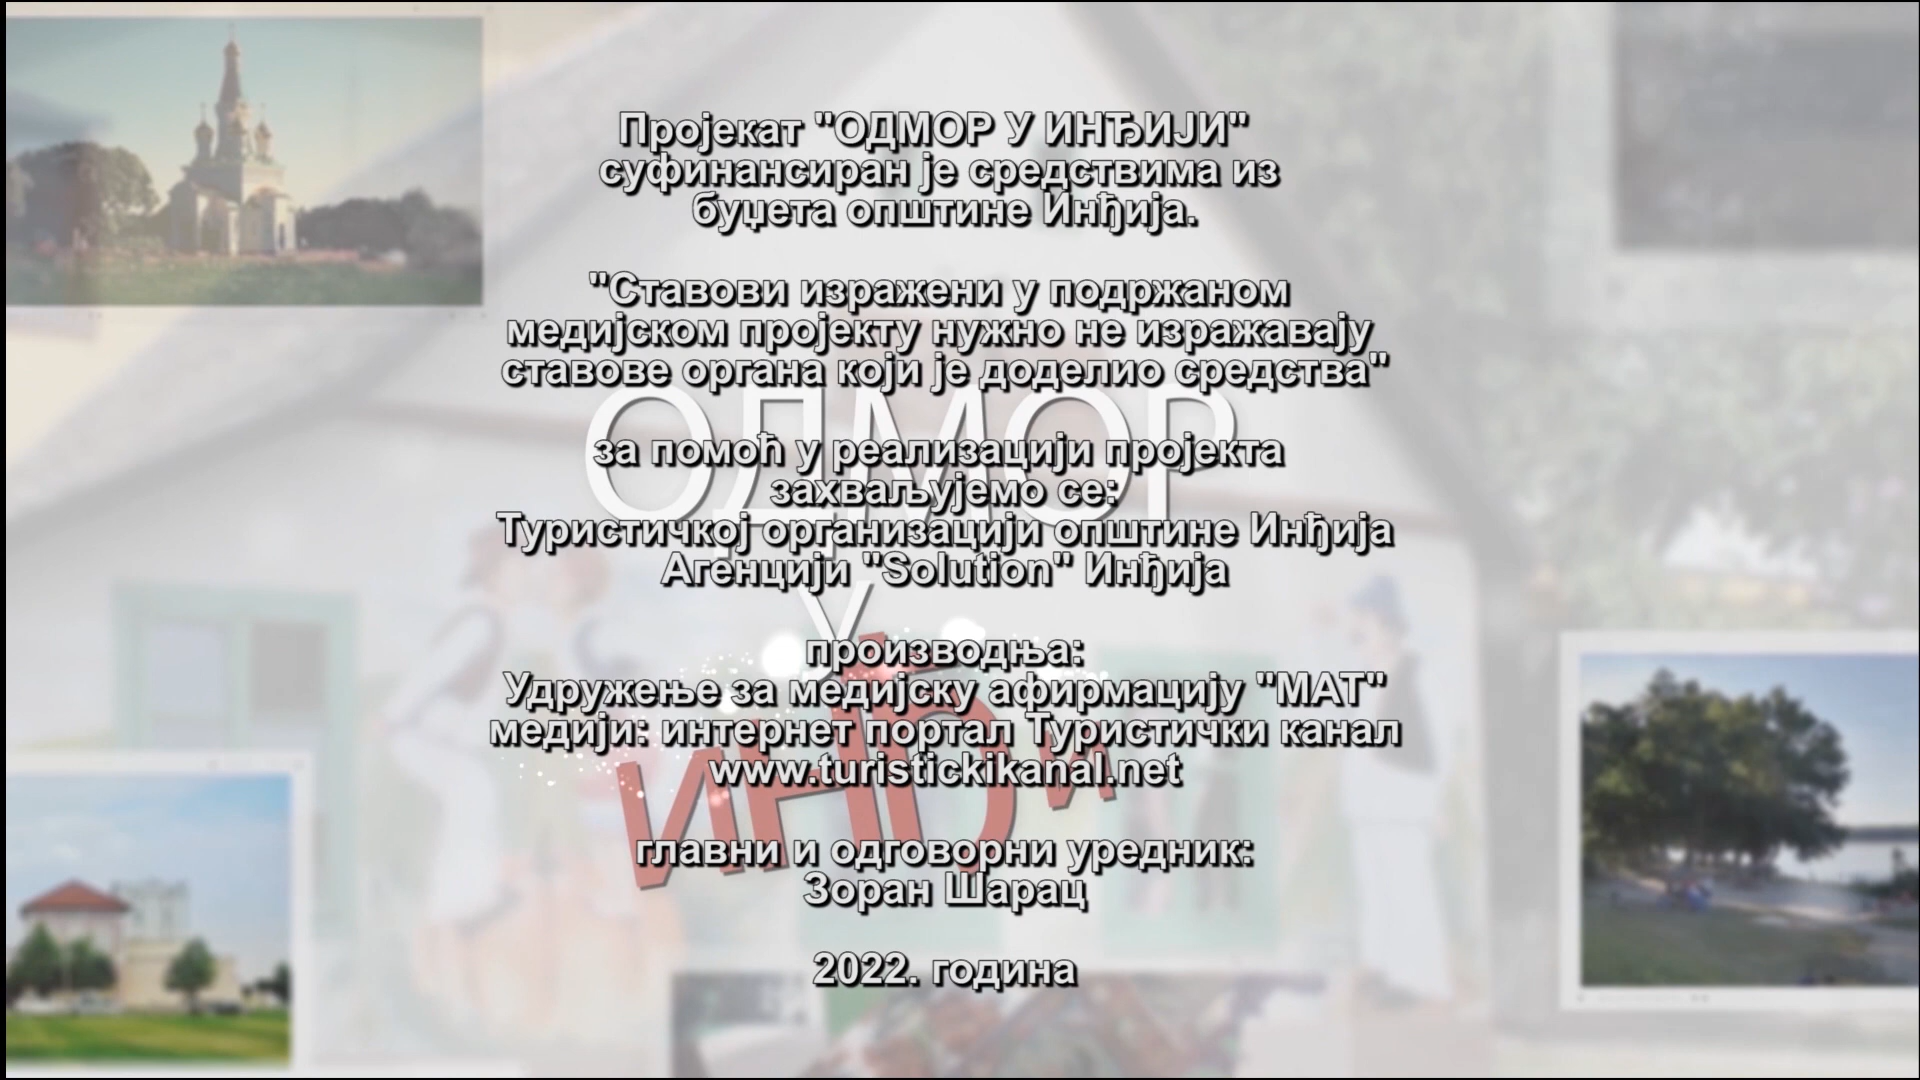 Пројекат "ОДМОР У ИНЂИЈИ"
суфинансиран је средствима из
буџета општине Инђија.
"Ставови изражени у подржаном
медијском пројекту нужно не изражавају
ставове органа који је доделио средства"
за помоћ у реализацији пројекта
захваљујемо се:
Туристичкој организацији општине Инђија
Агенцији "Solution" Инђија
производња:
Удружење за медијску афирмацију "МАТ"
медији: интернет портал Туристички канал
www.turistickikanal.net
главни и одговорни уредник:
Зоран Шарац
2022. година
ОДМОР
У
ИНЂИ